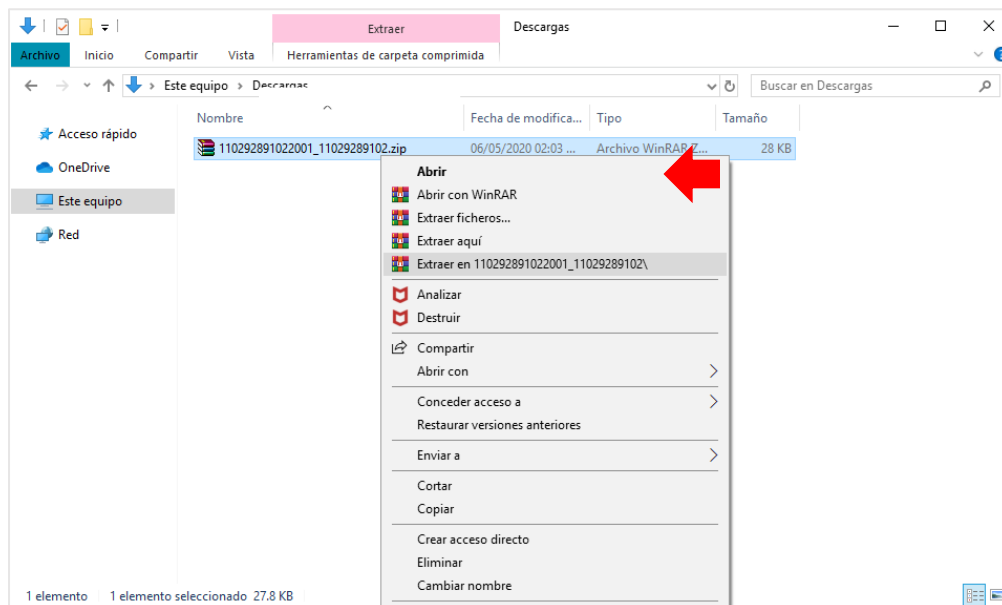 Extraer
Descargas
Archivo
Inicio
Compartir
Vista
Herramientas de carpeta comprimida
Este equipo
Descargas
Buscar en Descargas
Nombre
Fecha de modifica...
Tipo
Tamaño
Acceso rápido
OneDrive
Este equipo
Red
110292891022001_11029289102.zip
06/05/2020 02:03 ...
Archivo WinRAR Z...
28 KB
Abrir
Abrir con WinRAR
Extraer ficheros...
Extraer aquí
Extraer en 110292891022001_11029289102\
Analizar
Destruir
Compartir
Abrir con
Conceder acceso a
Restaurar versiones anteriores
Enviar a
Cortar
Copiar
Crear acceso directo
Eliminar
Cambiar nombre
1 elemento
1 elemento seleccionado 27.8 KB